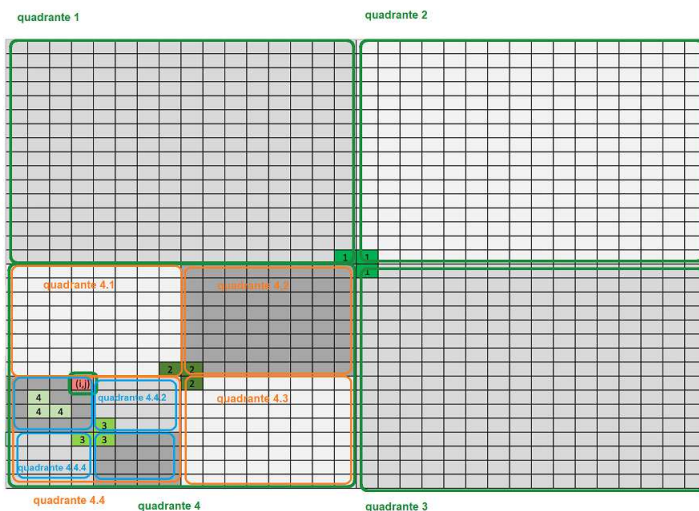 quadrante 1
quadrante 2
1 1
1
quadrante 4.1
quadrante 4.2
2 2
(i,j)
2
4
quadrante 4.4.2
quadrante 4.3
4 4
3
3 3
quadrante 4.4.4
quadrante 4.4
quadrante 4
quadrante 3